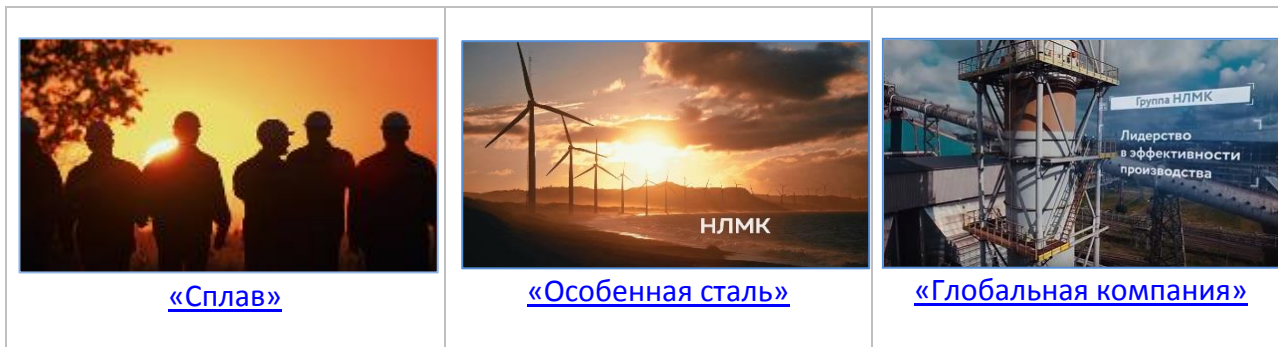 НЛМК
Группа НЛМК
Лидерство
в эффективности
производства
«Сплав»
«Особенная сталь»
«Глобальная компания»